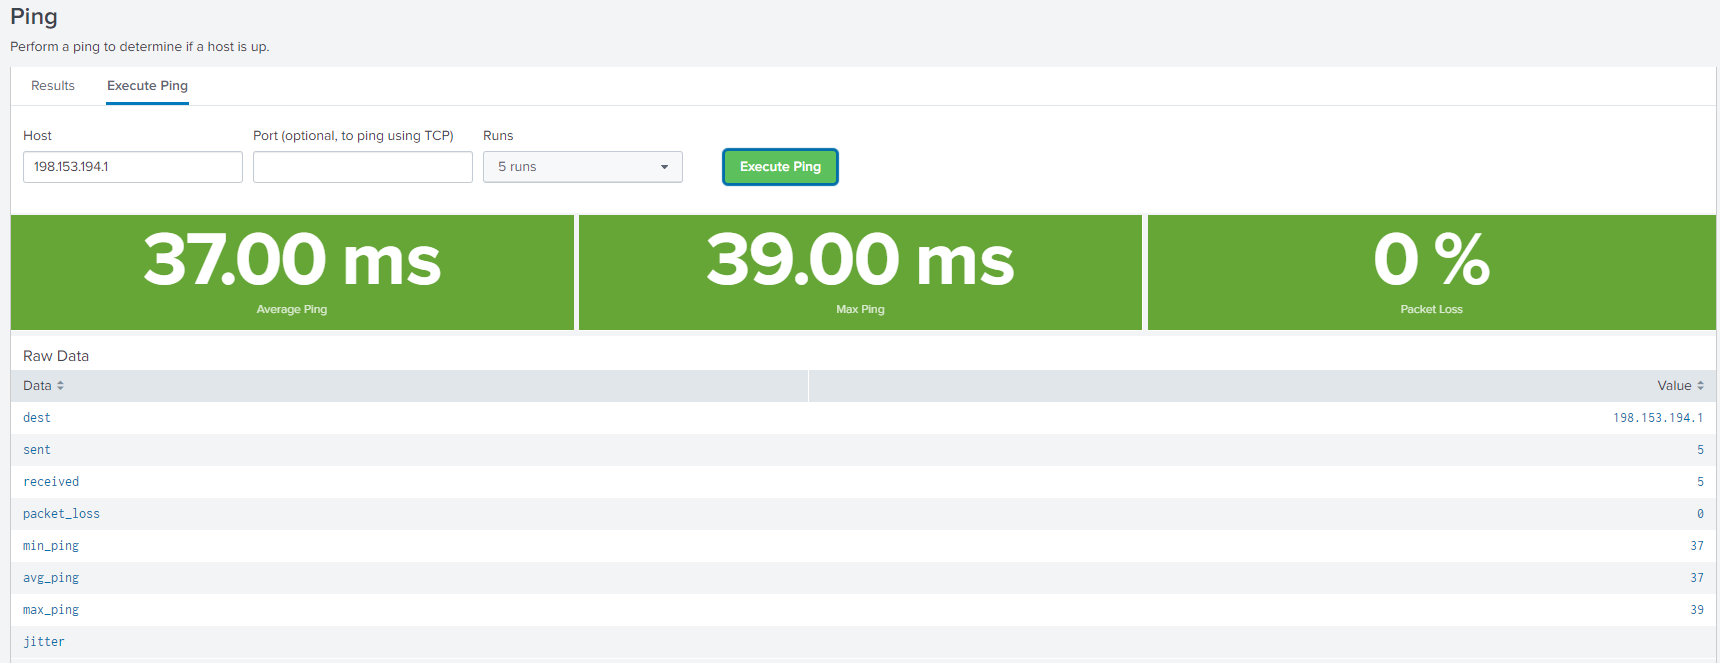 Ping
Perform a ping to determine if a host is up.
Results Execute Ping
Host Port (optional, to ping using TCP) Runs
198.153.194.1 5 runs Execute Ping
37.00 ms 39.00 ms 0 %
Average Ping Max Ping Packet Loss
Raw Data
Data Value
dest 198.153.194.1
sent 5
received 5
packet_loss 0
min_ping 37
avg_ping 37
max_ping 39
jitter